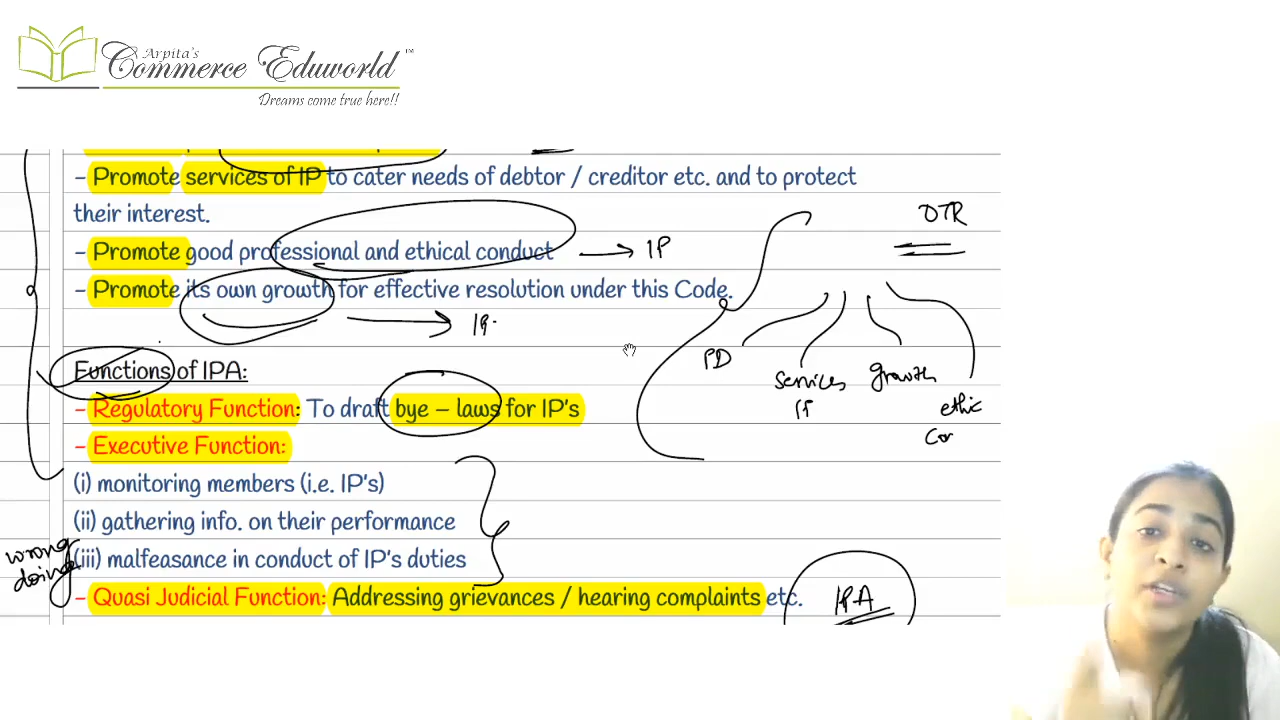 Arpita's
Commerce Eduworld™
Dreams come true here!!
- Promote services of IP to cater needs of debtor / creditor etc. and to protect
their interest.
OTR
- Promote good professional and ethical conduct → IP
- Promote its own growth for effective resolution under this Code.
→ IP.
PD
services
IP
growth
ethic
Con
Functions of IPA:
- Regulatory Function: To draft bye – laws for IP's
- Executive Function:
(i) monitoring members (i.e. IP's)
(ii) gathering info. on their performance
wrong
doing
(iii) malfeasance in conduct of IP's duties
- Quasi Judicial Function: Addressing grievances / hearing complaints etc.
IPA